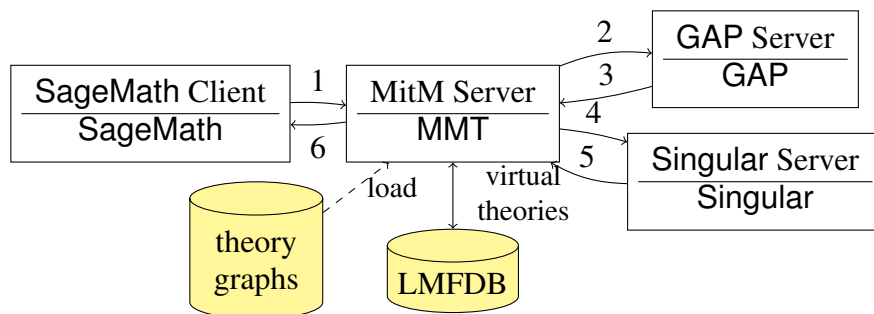 SageMath Client
SageMath
1
6
MitM Server
MMT
2
3
4
5
GAP Server
GAP
Singular Server
Singular
load
virtual
theories
theory
graphs
LMFDB